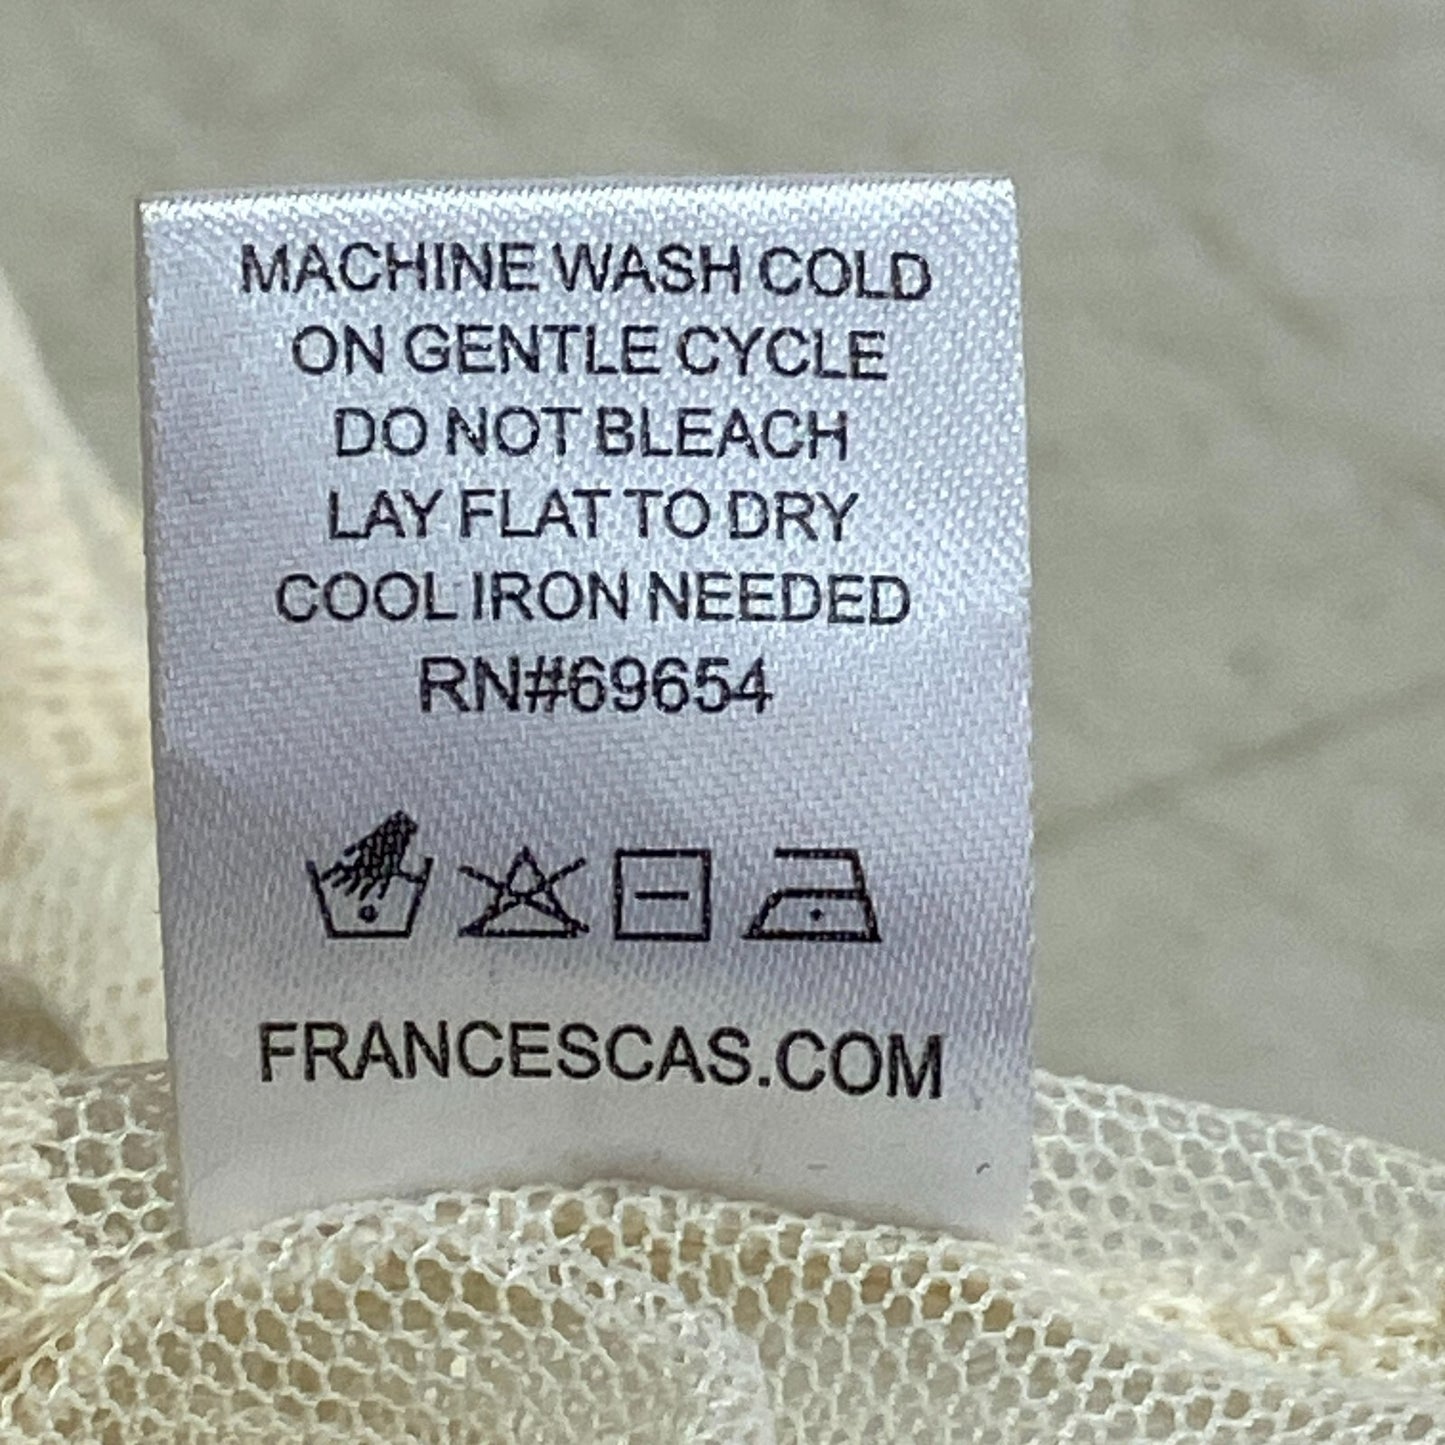 MACHINE WASH COLD
ON GENTLE CYCLE
DO NOT BLEACH
LAY FLAT TO DRY
COOL IRON NEEDED
RN#69654
FRANCESCAS.COM